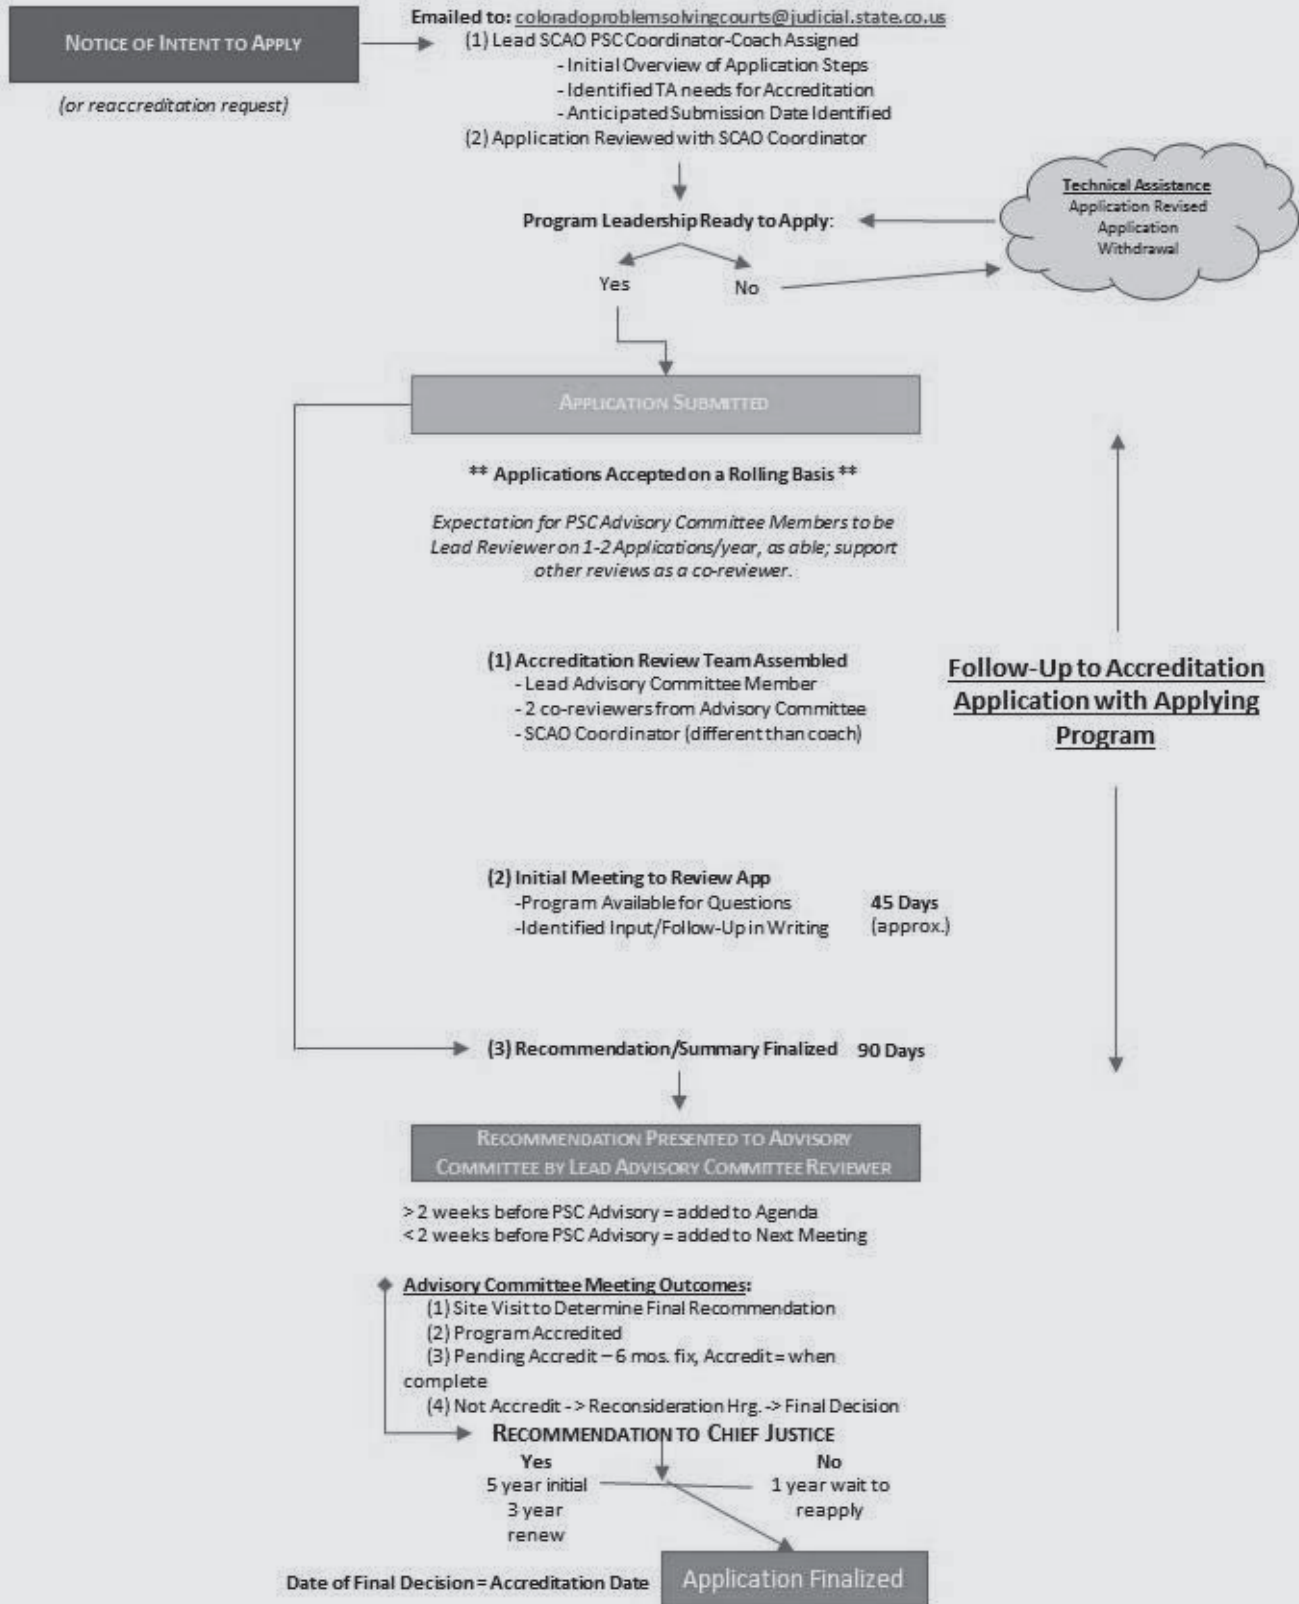 NOTICE OF INTENT TO APPLY
(or reaccreditation request)
Emailed to: coloradoproblemsolvingcourts@judicial.state.co.us
(1) Lead SCAO PSC Coordinator-Coach Assigned
- Initial Overview of Application Steps
- Identified TA needs for Accreditation
- Anticipated Submission Date Identified
(2) Application Reviewed with SCAO Coordinator
Technical Assistance
Application Revised
Application
Withdrawal
Program Leadership Ready to Apply:
Yes
No
APPLICATION SUBMITTED
** Applications Accepted on a Rolling Basis **
Expectation for PSC Advisory Committee Members to be
Lead Reviewer on 1-2 Applications/year, as able; support
other reviews as a co-reviewer.
(1) Accreditation Review Team Assembled
- Lead Advisory Committee Member
- 2 co-reviewers from Advisory Committee
- SCAO Coordinator (different than coach)
Follow-Up to Accreditation
Application with Applying
Program
(2) Initial Meeting to Review App
-Program Available for Questions
-Identified Input/Follow-Up in Writing
45 Days
(approx.)
(3) Recommendation/Summary Finalized 90 Days
RECOMMENDATION PRESENTED TO ADVISORY
COMMITTEE BY LEAD ADVISORY COMMITTEE REVIEWER
> 2 weeks before PSC Advisory = added to Agenda
< 2 weeks before PSC Advisory = added to Next Meeting
Advisory Committee Meeting Outcomes:
(1) Site Visit to Determine Final Recommendation
(2) Program Accredited
(3) Pending Accredit – 6 mos. fix, Accredit = when
complete
(4) Not Accredit -> Reconsideration Hrg. -> Final Decision
RECOMMENDATION TO CHIEF JUSTICE
Yes
5 year initial
3 year
renew
No
1 year wait to
reapply
Date of Final Decision = Accreditation Date
Application Finalized